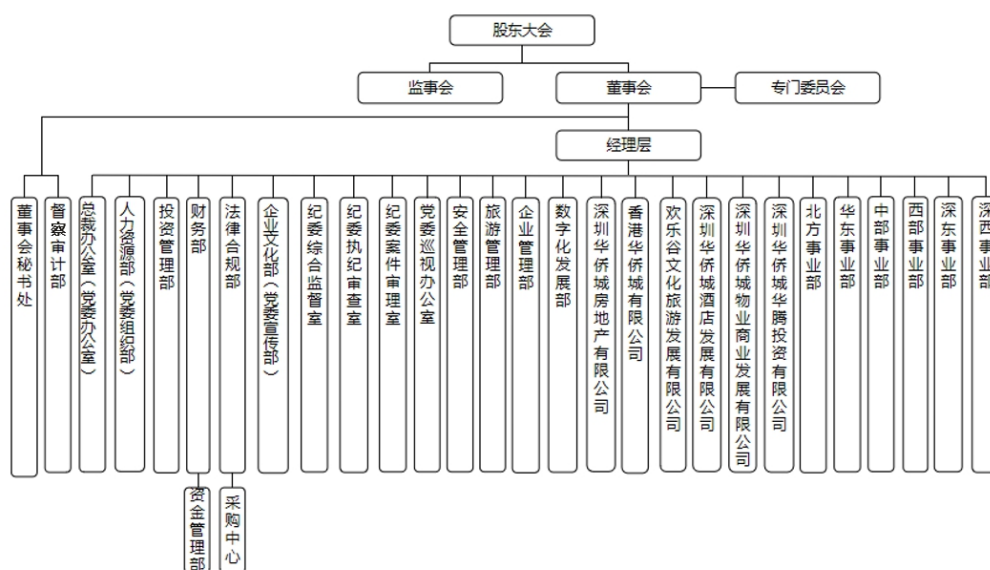 股东大会
监事会
董事会
专门委员会
经理层
董事会秘书处
督察审计部
总裁办公室（党委办公室）
人力资源部（党委组织部）
投资管理部
财务部
法律合规部
企业文化部（党委宣传部）
纪委综合监督室
纪委执纪审查室
纪委案件审理室
党委巡视办公室
安全管理部
旅游管理部
企业管理部
数字化发展部
深圳华侨城房地产有限公司
香港华侨城有限公司
欢乐谷文化旅游发展有限公司
深圳华侨城酒店发展有限公司
深圳华侨城物业商业发展有限公司
深圳华侨城华腾投资有限公司
北方事业部
华东事业部
中部事业部
西部事业部
深东事业部
深西事业部
资金管理部
采购中心